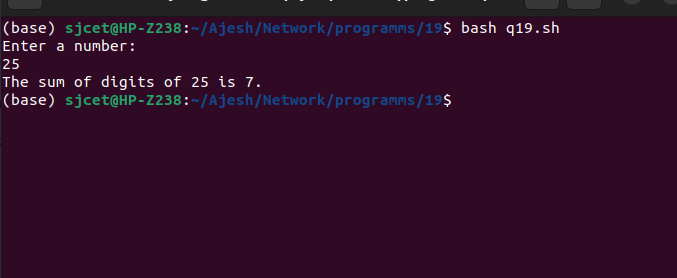 (base) sjcet@HP-Z238:~/Ajesh/Network/programms/19$ bash q19.sh
Enter a number:
25
The sum of digits of 25 is 7.
(base) sjcet@HP-Z238:~/Ajesh/Network/programms/19$